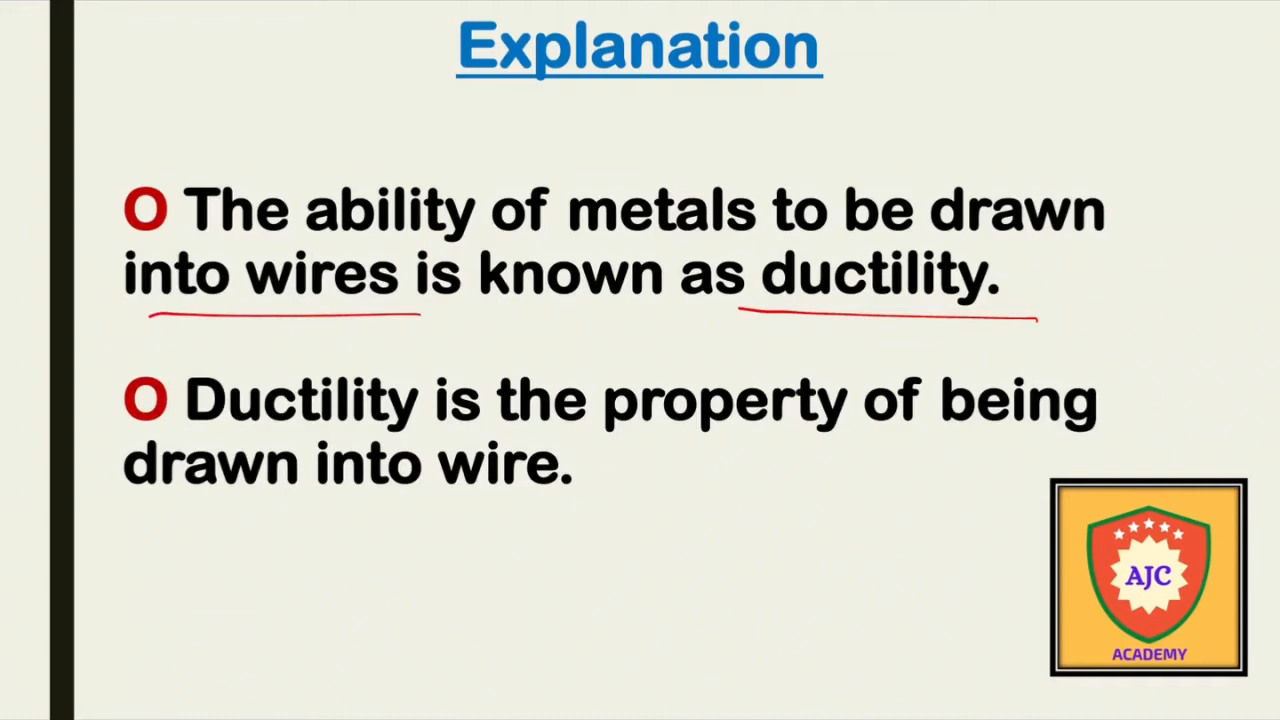 Explanation
O The ability of metals to be drawn
into wires is known as ductility.
O Ductility is the property of being
drawn into wire.
AJC
ACADEMY